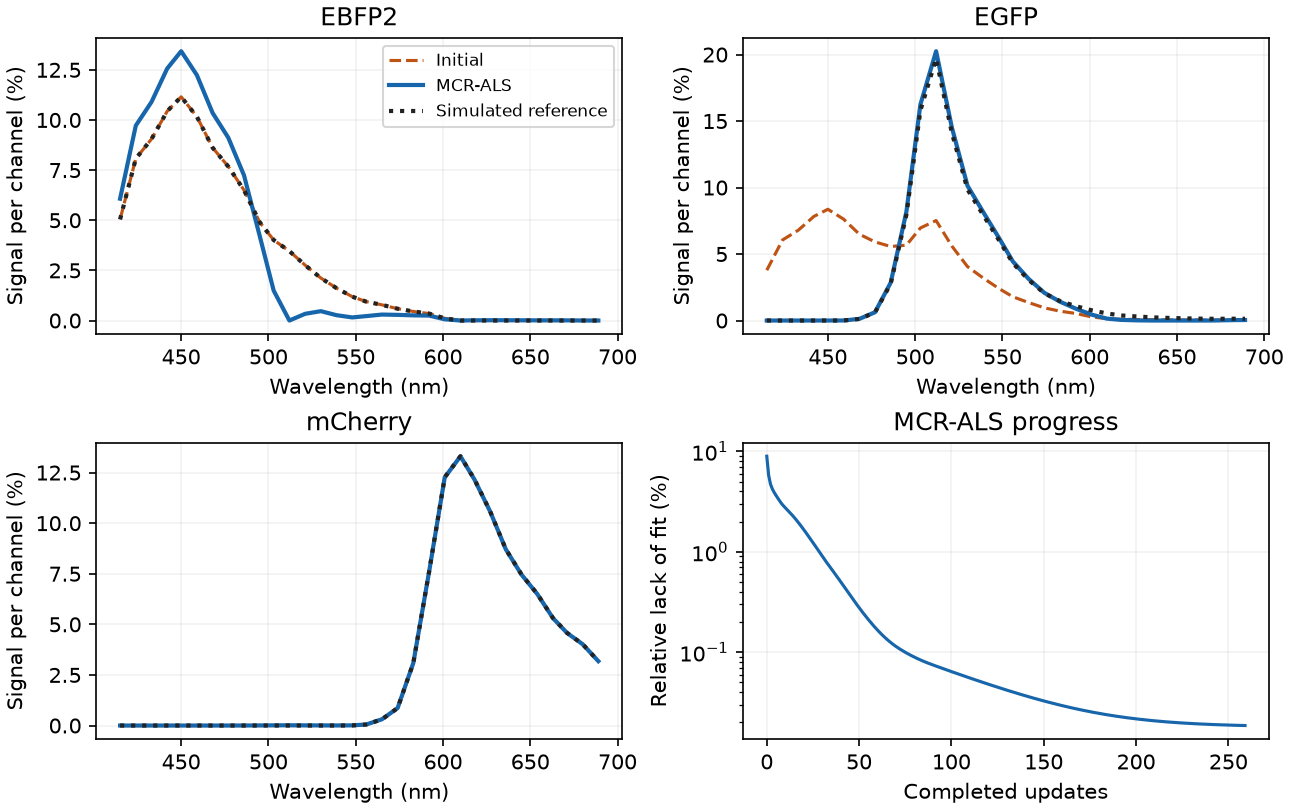 EBFP2
Signal per channel (%)
12.5
10.0
7.5
5.0
2.5
0.0
450 500 550 600 650 700
Wavelength (nm)
Initial
MCR-ALS
Simulated reference
EGFP
Signal per channel (%)
20
15
10
5
0
450 500 550 600 650 700
Wavelength (nm)
mCherry
Signal per channel (%)
12.5
10.0
7.5
5.0
2.5
0.0
450 500 550 600 650 700
Wavelength (nm)
MCR-ALS progress
Relative lack of fit (%)
10¹
10⁰
10⁻¹
0 50 100 150 200 250
Completed updates